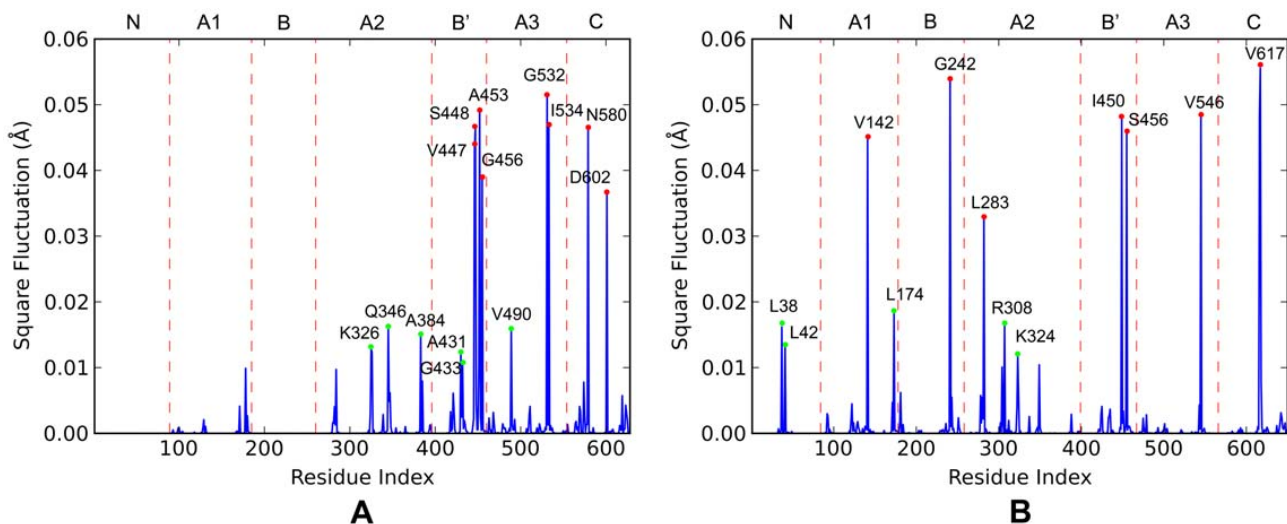 N A1 B A2 B' A3 C
0.06
0.05
0.04
0.03
0.02
0.01
0.00
Square Fluctuation (Å)
G532
A453
I534
S448
N580
V447
G456
D602
Q346
K326
A384
V490
A431
G433
100 200 300 400 500 600
Residue Index
A
N A1 B A2 B' A3 C
0.06
0.05
0.04
0.03
0.02
0.01
0.00
Square Fluctuation (Å)
V617
G242
I450
V546
S456
V142
L283
L174
L38
R308
L42
K324
100 200 300 400 500 600
Residue Index
B